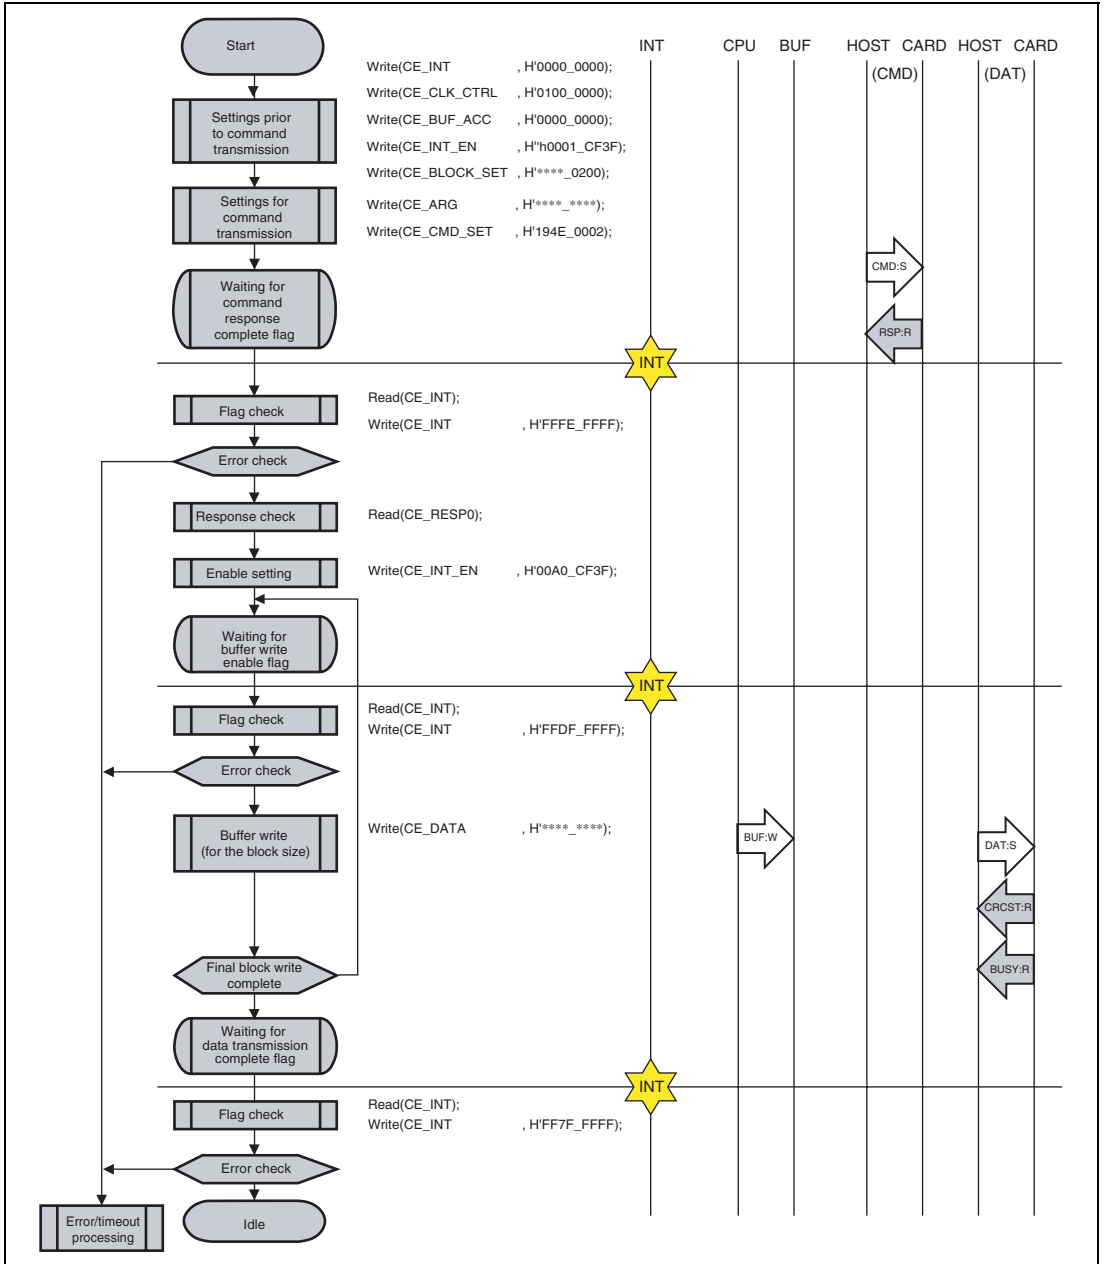 Start
INT CPU BUF HOST CARD HOST CARD
(CMD) (DAT)
Write(CE_INT , H'0000_0000);
Write(CE_CLK_CTRL , H'0100_0000);
Write(CE_BUF_ACC , H'0000_0000);
Write(CE_INT_EN , H''h0001_CF3F);
Write(CE_BLOCK_SET , H'****_0200);
Settings prior
to command
transmission
Settings for
command
transmission
Write(CE_ARG , H'****_****);
Write(CE_CMD_SET , H'194E_0002);
CMD:S
Waiting for
command
response
complete flag
RSP:R
INT
Flag check
Read(CE_INT);
Write(CE_INT , H'FFFE_FFFF);
Error check
Response check
Read(CE_RESP0);
Enable setting
Write(CE_INT_EN , H'00A0_CF3F);
Waiting for
buffer write
enable flag
INT
Flag check
Read(CE_INT);
Write(CE_INT , H'FFDF_FFFF);
Error check
Buffer write
(for the block size)
Write(CE_DATA , H'****_****);
BUF:W
DAT:S
CRCST:R
BUSY:R
Final block write
complete
Waiting for
data transmission
complete flag
INT
Flag check
Read(CE_INT);
Write(CE_INT , H'FF7F_FFFF);
Error check
Error/timeout
processing
Idle